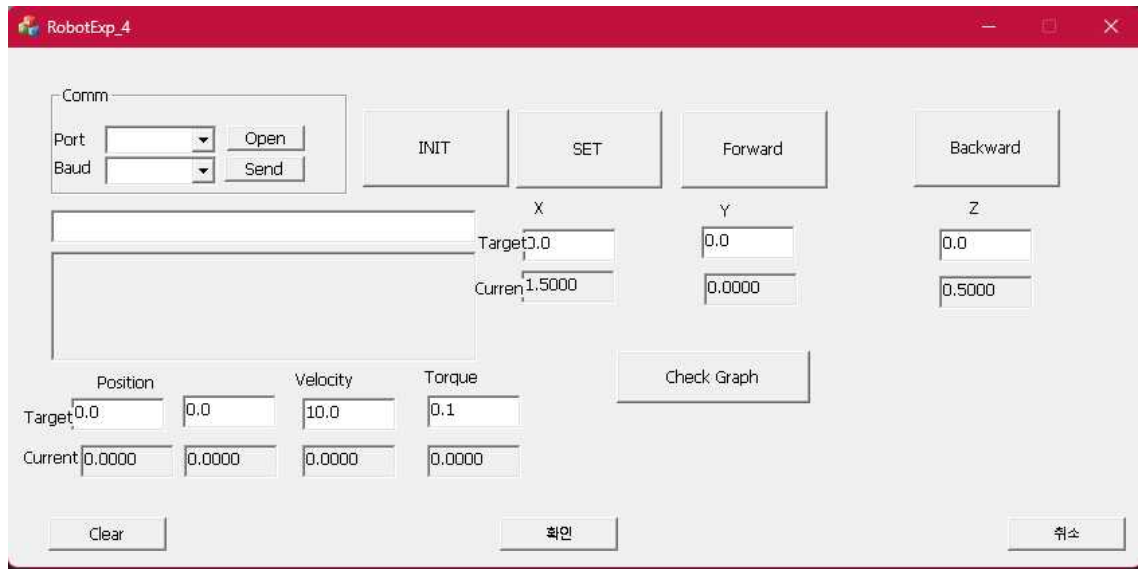 RobotExp_4
Comm
Port Open
Baud Send
INIT SET Forward Backward
X Y Z
Target 0.0 0.0 0.0
Curren 1.5000 0.0000 0.5000
Check Graph
Position Velocity Torque
Target 0.0 0.0 10.0 0.1
Current 0.0000 0.0000 0.0000 0.0000
Clear 확인 취소